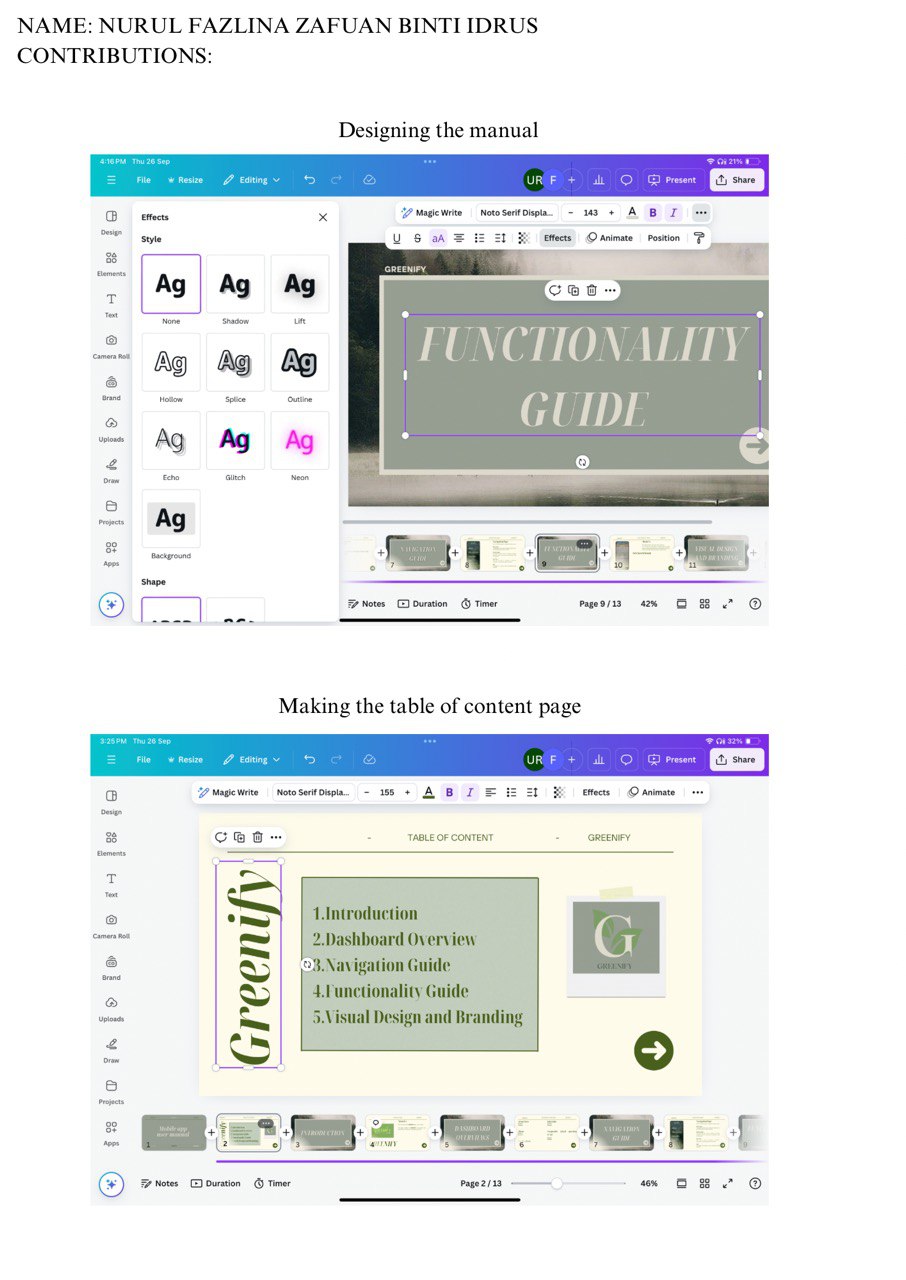 NAME: NURUL FAZLINA ZAFUAN BINTI IDRUS
CONTRIBUTIONS:
Designing the manual
4:16 PM Thu 26 Sep
21%
File Resize Editing
UR F + Present Share
Design
Elements
Text
Camera Roll
Brand
Uploads
Draw
Projects
Apps
Effects
Style
Ag Ag Ag
None Shadow Lift
Ag Ag Ag
Hollow Splice Outline
Ag Ag Ag
Echo Glitch Neon
Ag
Background
Shape
Magic Write Noto Serif Displa... – 143 + A B I
U S aA Effects Animate Position
GREENIFY
FUNCTIONALITY
GUIDE
7 NAVIGATION GUIDE
8
9 FUNCTIONALITY GUIDE
10
11 VISUAL DESIGN AND BRANDING
Notes Duration Timer Page 9 / 13 42%
Making the table of content page
3:25 PM Thu 26 Sep
32%
File Resize Editing
UR F + Present Share
Design
Elements
Text
Camera Roll
Brand
Uploads
Draw
Projects
Apps
Magic Write Noto Serif Displa... – 155 + A B I Effects Animate
- TABLE OF CONTENT - GREENIFY
Greenify
1.Introduction
2.Dashboard Overview
3.Navigation Guide
4.Functionality Guide
5.Visual Design and Branding
G
GREENIFY
1 Mobile app user manual
2
3 INTRODUCTION
4
5 DASHBOARD OVERVIEWS
6
7 NAVIGATION GUIDE
8
9
Notes Duration Timer Page 2 / 13 46%